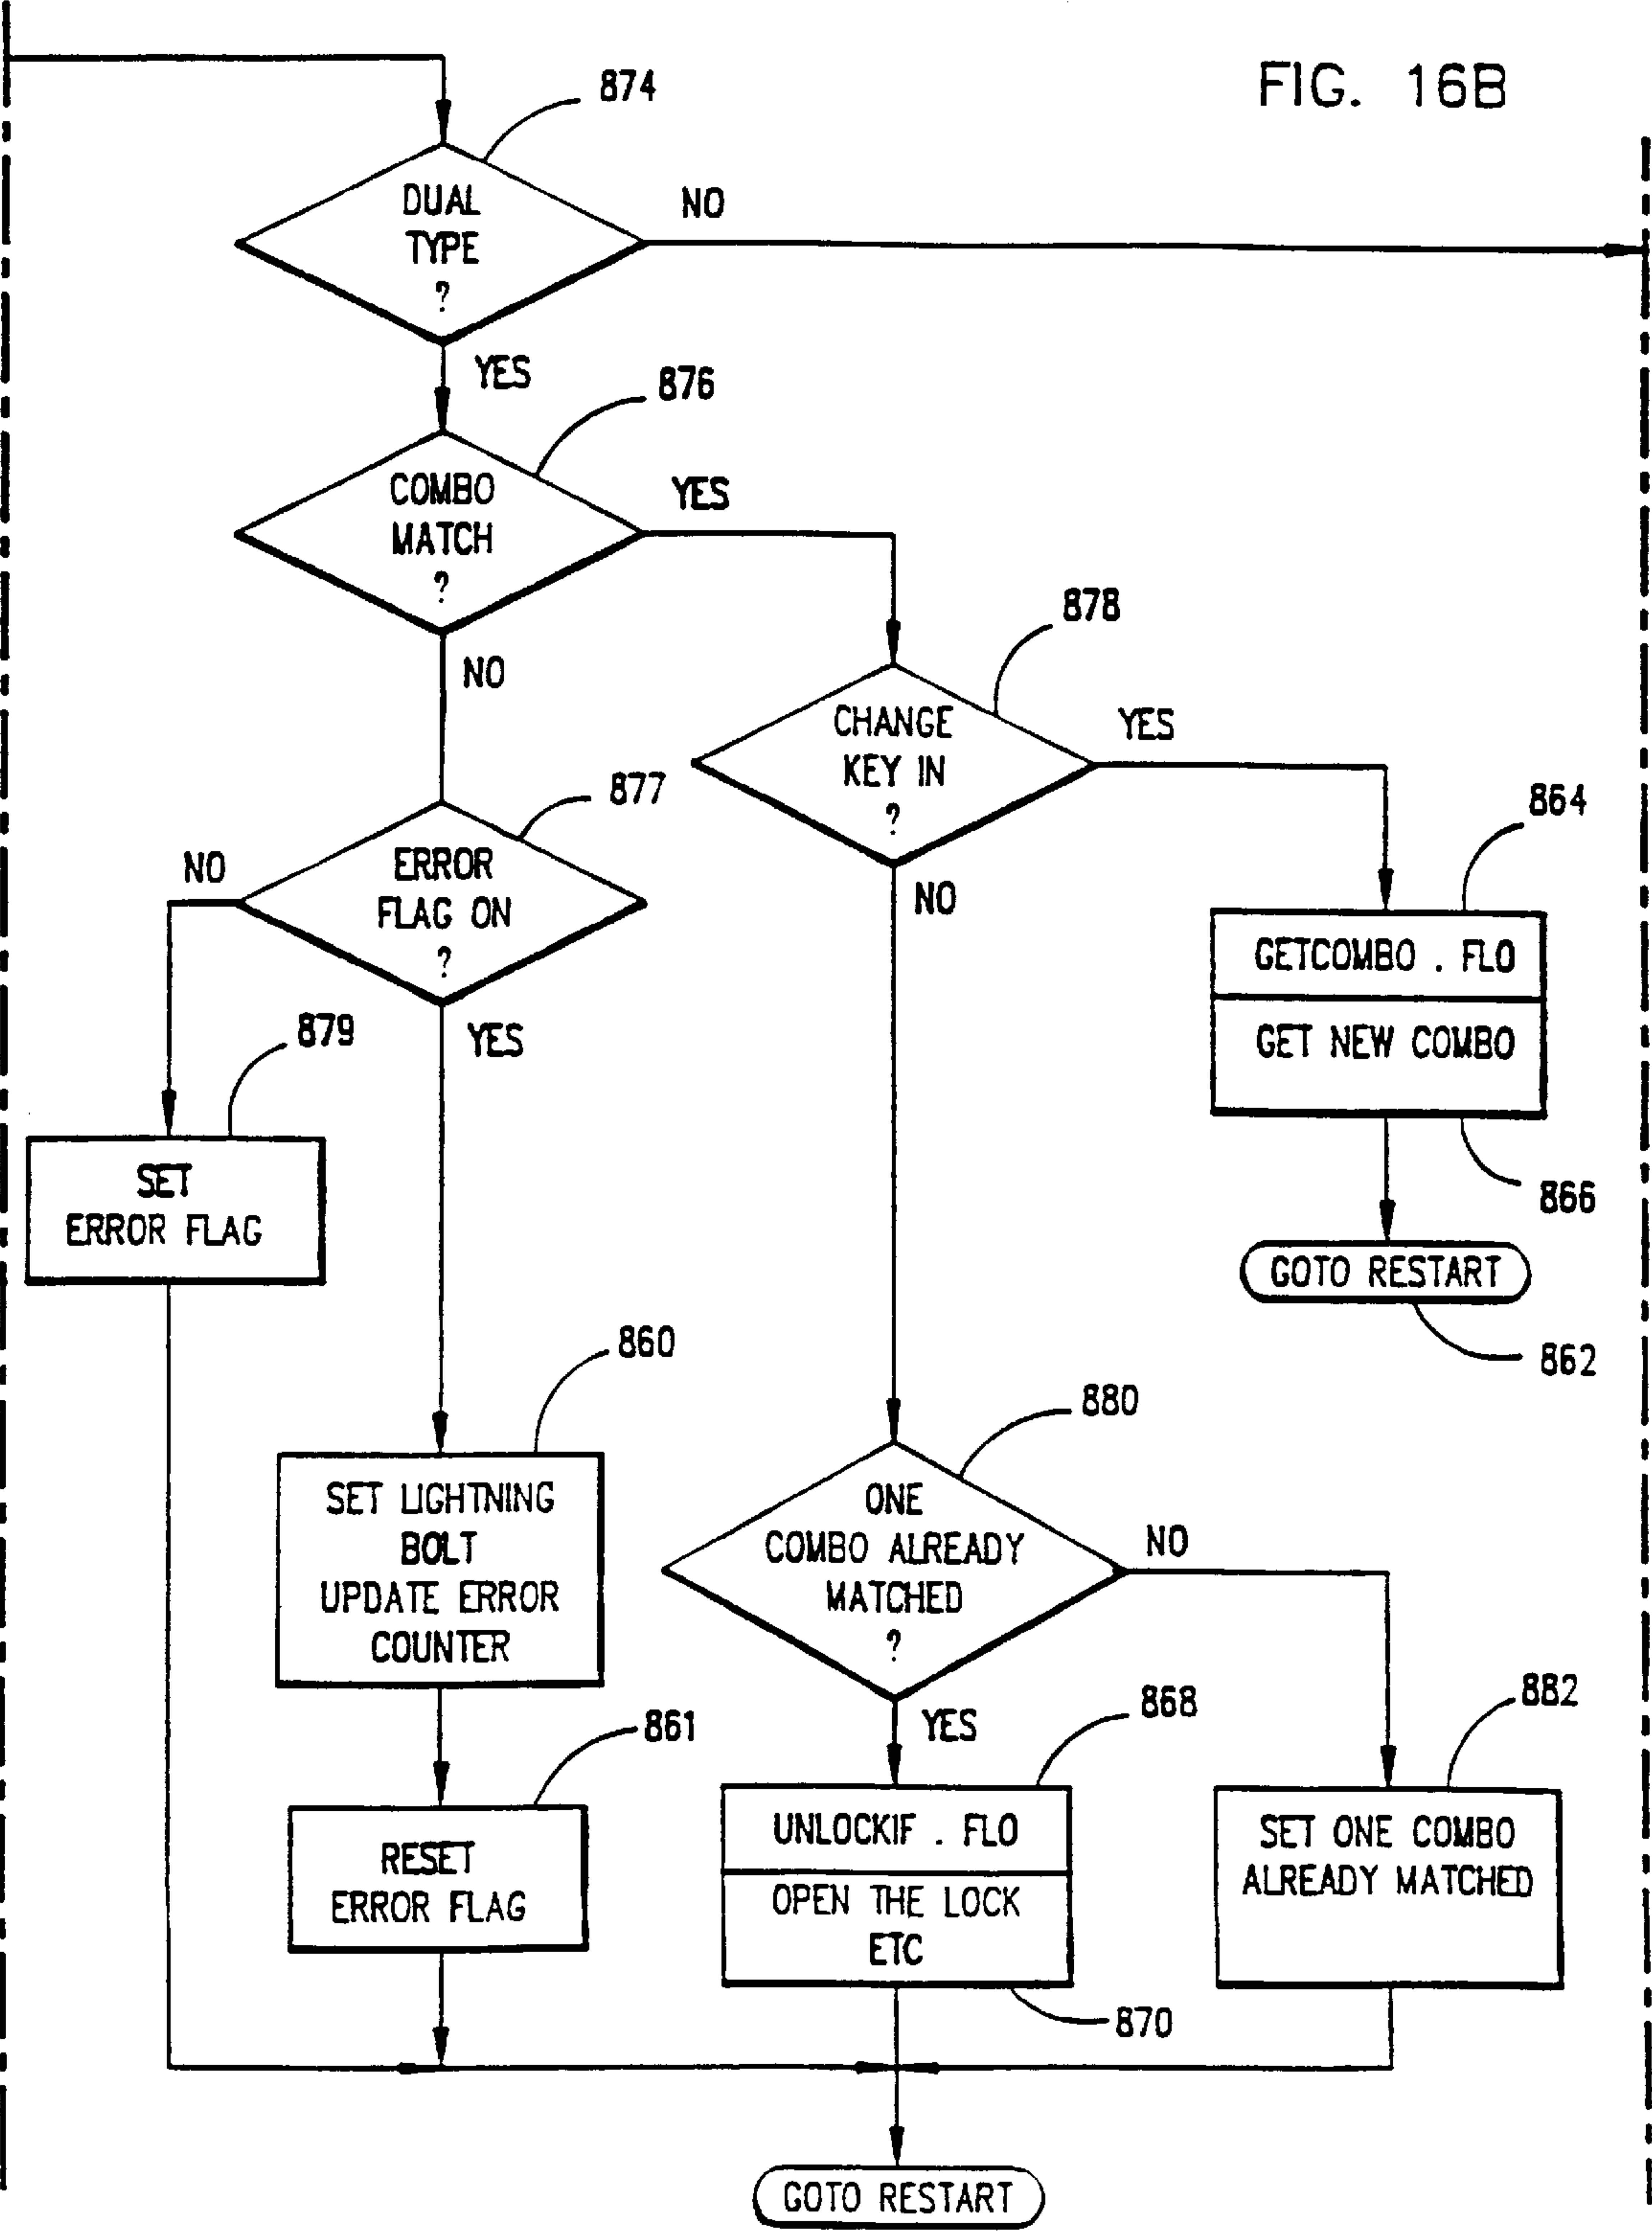 FIG. 16B
874
DUAL
TYPE
?
NO
YES
876
COMBO
MATCH
?
YES
NO
878
CHANGE
KEY IN
?
YES
NO
877
ERROR
FLAG ON
?
NO
YES
864
GETCOMBO . FLO
GET NEW COMBO
866
GOTO RESTART
862
879
SET
ERROR FLAG
860
SET LIGHTNING
BOLT
UPDATE ERROR
COUNTER
880
ONE
COMBO ALREADY
MATCHED
?
NO
YES
861
RESET
ERROR FLAG
868
UNLOCKIF . FLO
OPEN THE LOCK
ETC
870
882
SET ONE COMBO
ALREADY MATCHED
GOTO RESTART